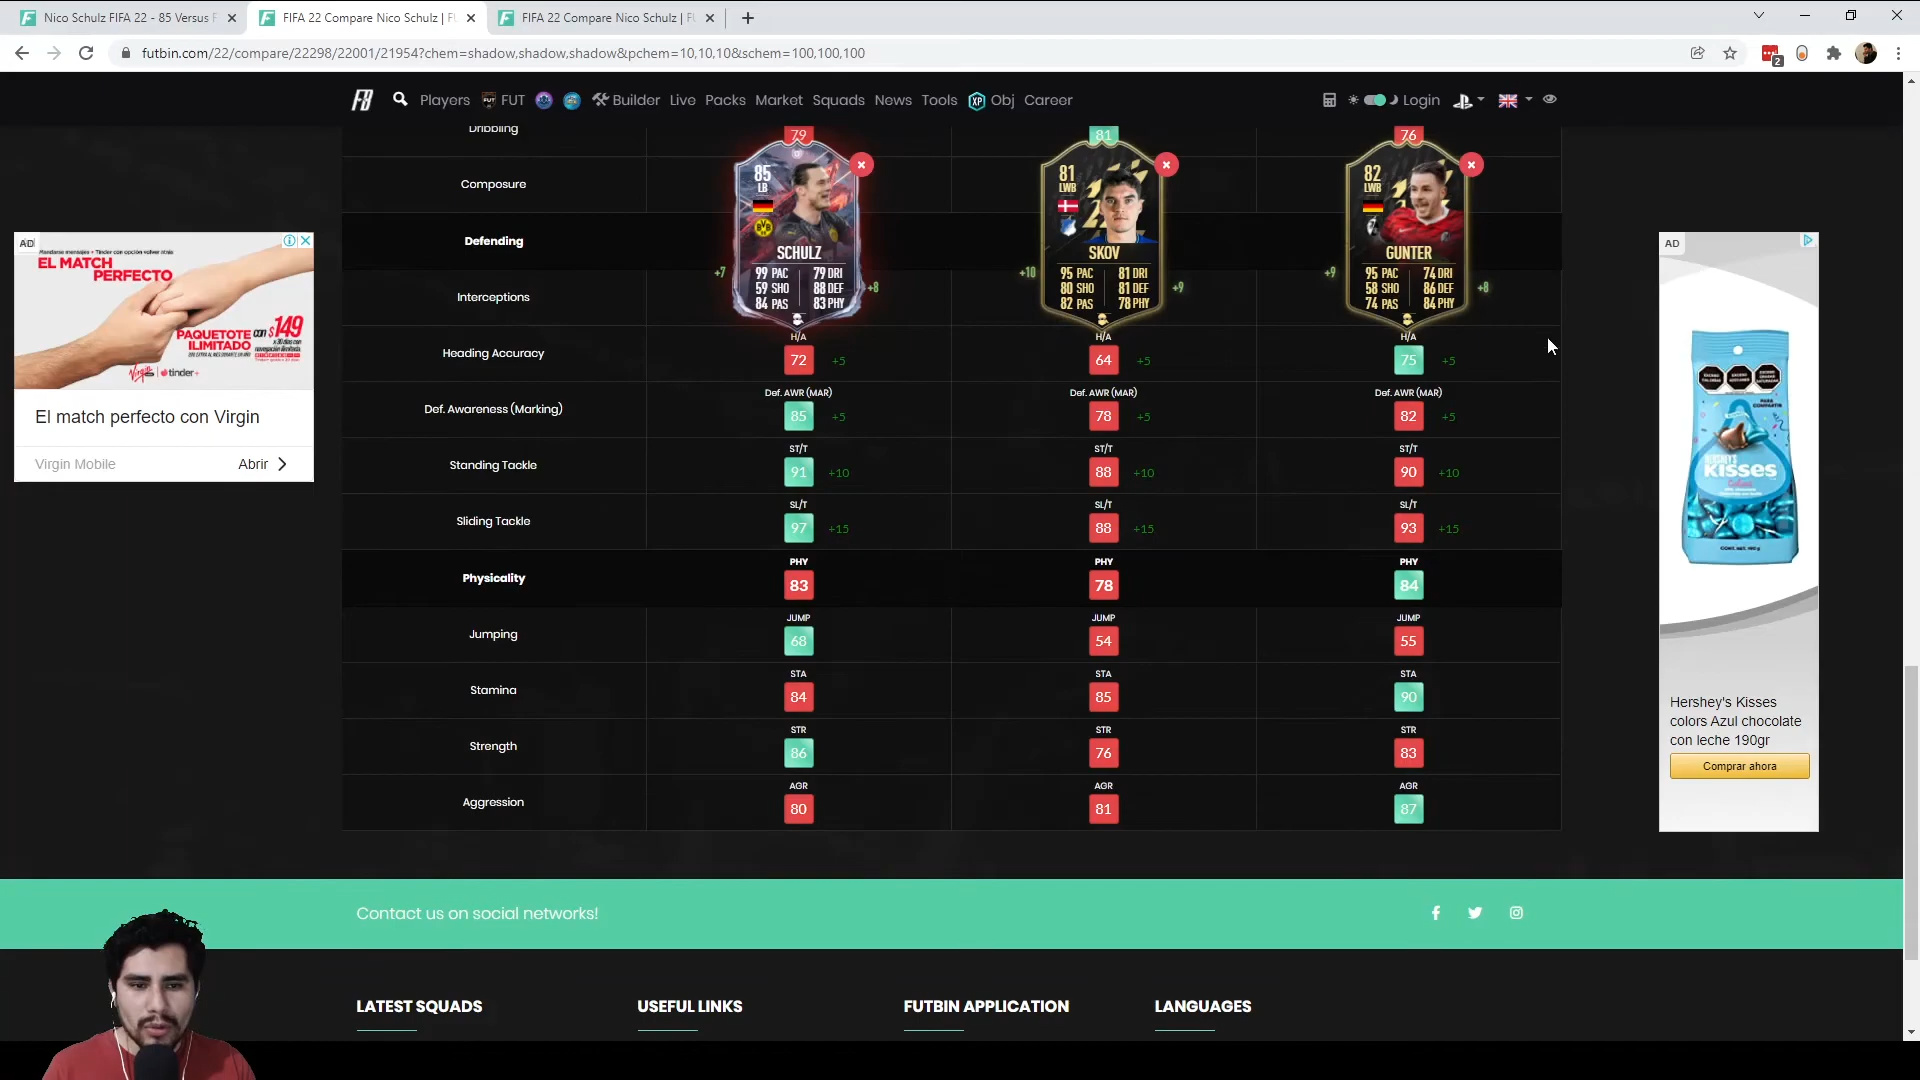 Nico Schulz FIFA 22 - 85 Versus F
FIFA 22 Compare Nico Schulz | FU
FIFA 22 Compare Nico Schulz | FU
futbin.com/22/compare/22298/22001/21954?chem=shadow,shadow,shadow&pchem=10,10,10&schem=100,100,100
2
Players FUT Builder Live Packs Market Squads News Tools XP Obj Career Login
Dribbling 79 81 76
Composure
Defending
Interceptions
85 LB
SCHULZ
99 PAC 79 DRI
59 SHO 88 DEF
84 PAS 83 PHY
+7 +8
81 LWB
SKOV
95 PAC 81 DRI
80 SHO 81 DEF
82 PAS 78 PHY
+10 +9
82 LWB
GUNTER
95 PAC 74 DRI
58 SHO 86 DEF
74 PAS 84 PHY
+9 +8
H/A H/A H/A
Heading Accuracy 72 +5 64 +5 75 +5
Def. AWR (MAR) Def. AWR (MAR) Def. AWR (MAR)
Def. Awareness (Marking) 85 +5 78 +5 82 +5
ST/T ST/T ST/T
Standing Tackle 91 +10 88 +10 90 +10
SL/T SL/T SL/T
Sliding Tackle 97 +15 88 +15 93 +15
PHY PHY PHY
Physicality 83 78 84
JUMP JUMP JUMP
Jumping 68 54 55
STA STA STA
Stamina 84 85 90
STR STR STR
Strength 86 76 83
AGR AGR AGR
Aggression 80 81 87
AD
EL MATCH
PERFECTO
PAQUETOTE
ILIMITADO
CON $149
Virgin tinder+
El match perfecto con Virgin
Virgin Mobile Abrir
AD
HERSHEY'S
KISSES
Hershey's Kisses
colors Azul chocolate
con leche 190gr
Comprar ahora
Contact us on social networks!
LATEST SQUADS USEFUL LINKS FUTBIN APPLICATION LANGUAGES